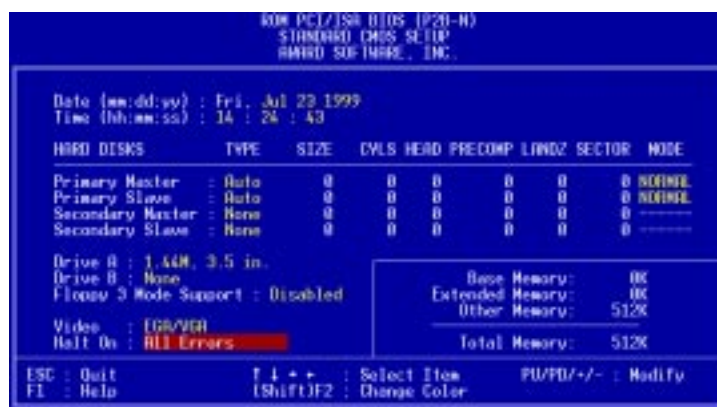 ROM PCI/ISA BIOS (P2B-N)
STANDARD CMOS SETUP
AWARD SOFTWARE, INC.
Date (mm:dd:yy) : Fri, Jul 23 1999
Time (hh:mm:ss) : 14 : 24 : 43
HARD DISKS TYPE SIZE CYLS HEAD PRECOMP LANDZ SECTOR MODE
Primary Master : Auto 0 0 0 0 0 0 NORMAL
Primary Slave : Auto 0 0 0 0 0 0 NORMAL
Secondary Master : None 0 0 0 0 0 0 ------
Secondary Slave : None 0 0 0 0 0 0 ------
Drive A : 1.44M, 3.5 in.
Drive B : None
Floppy 3 Mode Support : Disabled
Video : EGA/VGA
Halt On : All Errors
Base Memory: 0K
Extended Memory: 0K
Other Memory: 512K
Total Memory: 512K
ESC : Quit ↑ ↓ → ← : Select Item PU/PD/+/- : Modify
F1 : Help (Shift)F2 : Change Color